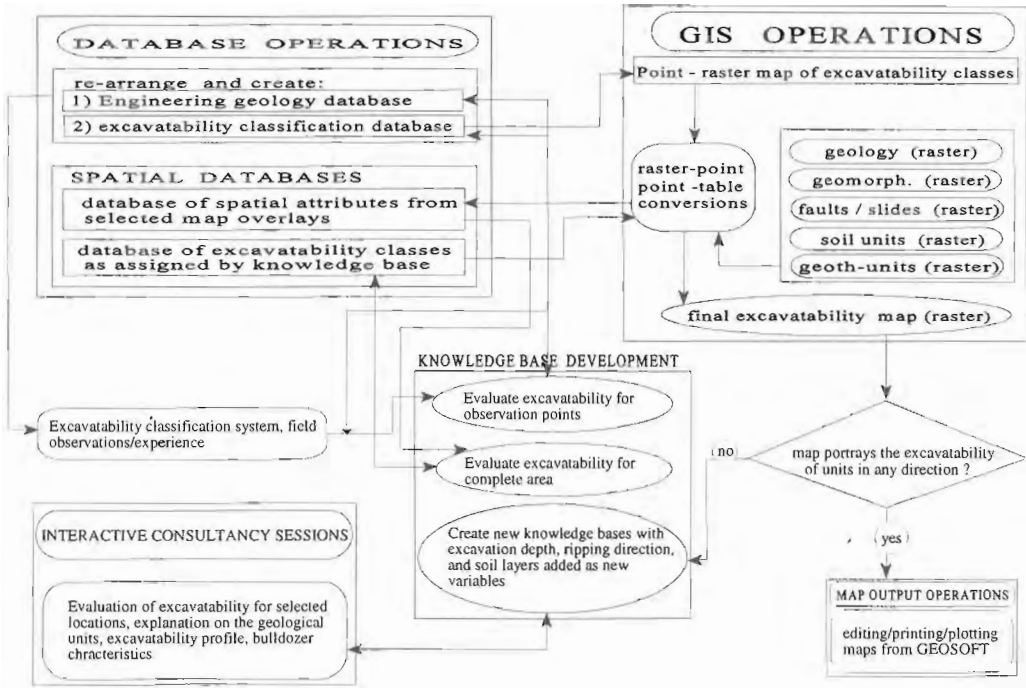 DATABASE OPERATIONS
re-arrange and create:
1) Engineering geology database
2) excavatability classification database
SPATIAL DATABASES
database of spatial attributes from
selected map overlays
database of excavatability classes
as assigned by knowledge base
GIS OPERATIONS
Point - raster map of excavatability classes
raster-point
point -table
conversions
geology (raster)
geomorph. (raster)
faults / slides (raster)
soil units (raster)
geoth-units (raster)
final excavatability map (raster)
KNOWLEDGE BASE DEVELOPMENT
Evaluate excavatability for
observation points
Evaluate excavatability for
complete area
Create new knowledge bases with
excavation depth, ripping direction,
and soil layers added as new
variables
Excavatability classification system, field
observations/experience
(no)
map portrays the excavatability
of units in any direction ?
(yes)
INTERACTIVE CONSULTANCY SESSIONS
Evaluation of excavatability for selected
locations, explanation on the geological
units, excavatability profile, bulldozer
chracteristics
MAP OUTPUT OPERATIONS
editing/printing/plotting
maps from GEOSOFT